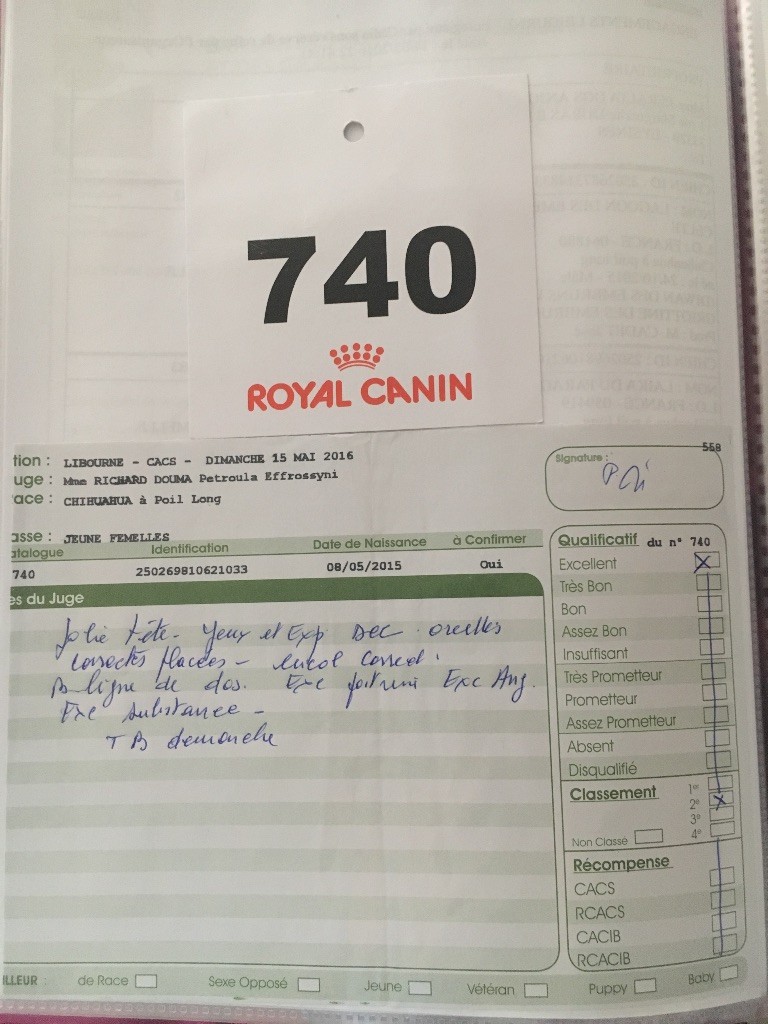 740
ROYAL CANIN
558
tion : LIBOURNE - CACS - DIMANCHE 15 MAI 2016
uge : Mme RICHARD DOUMA Petroula Effrossyni
ace : CHIHUAHUA à Poil Long
Signature :
asse : JEUNE FEMELLES
atalogue Identification Date de Naissance à Confirmer
740 250269810621033 08/05/2015 Oui
es du Juge
Jolie tête - Yeux et Exp Dec. oreilles
correctes placées - encol correct.
B ligne de dos. Exc poitrine Exc Ang.
Exc substance -
TB demarche
Qualificatif du n° 740
Excellent
Très Bon
Bon
Assez Bon
Insuffisant
Très Prometteur
Prometteur
Assez Prometteur
Absent
Disqualifié
Classement 1er
2e
3e
Non Classé 4e
Récompense
CACS
RCACS
CACIB
RCACIB
ILLEUR : de Race Sexe Opposé Jeune Vétéran Puppy Baby